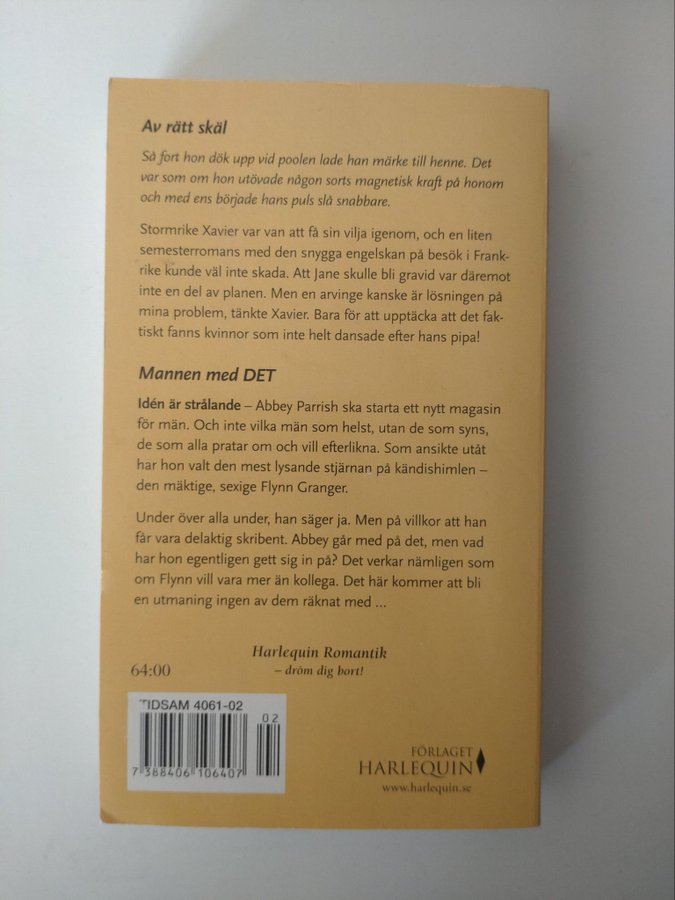 Av rätt skäl
Så fort hon dök upp vid poolen lade han märke till henne. Det
var som om hon utövade någon sorts magnetisk kraft på honom
och med ens började hans puls slå snabbare.
Stormrike Xavier var van att få sin vilja igenom, och en liten
semesterromans med den snygga engelskan på besök i Frank-
rike kunde väl inte skada. Att Jane skulle bli gravid var däremot
inte en del av planen. Men en arvinge kanske är lösningen på
mina problem, tänkte Xavier. Bara för att upptäcka att det fak-
tiskt fanns kvinnor som inte helt dansade efter hans pipa!
Mannen med DET
Idén är strålande – Abbey Parrish ska starta ett nytt magasin
för män. Och inte vilka män som helst, utan de som syns,
de som alla pratar om och vill efterlikna. Som ansikte utåt
har hon valt den mest lysande stjärnan på kändishimlen –
den mäktige, sexige Flynn Granger.
Under över alla under, han säger ja. Men på villkor att han
får vara delaktig skribent. Abbey går med på det, men vad
har hon egentligen gett sig in på? Det verkar nämligen som
om Flynn vill vara mer än kollega. Det här kommer att bli
en utmaning ingen av dem räknat med ...
Harlequin Romantik
– dröm dig bort!
64:00
TIDSAM 4061-02
02
7 388406 106407
FÖRLAGET
HARLEQUIN
www.harlequin.se